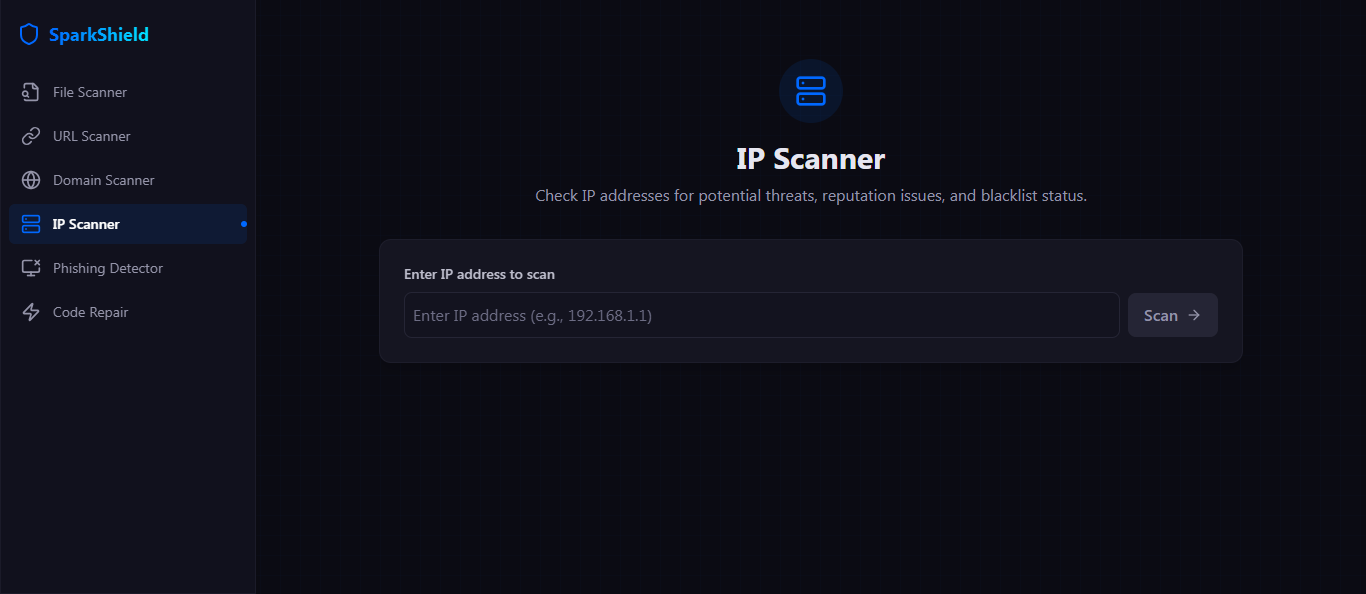 SparkShield
File Scanner
URL Scanner
Domain Scanner
IP Scanner
Phishing Detector
Code Repair
IP Scanner
Check IP addresses for potential threats, reputation issues, and blacklist status.
Enter IP address to scan
Enter IP address (e.g., 192.168.1.1)
Scan